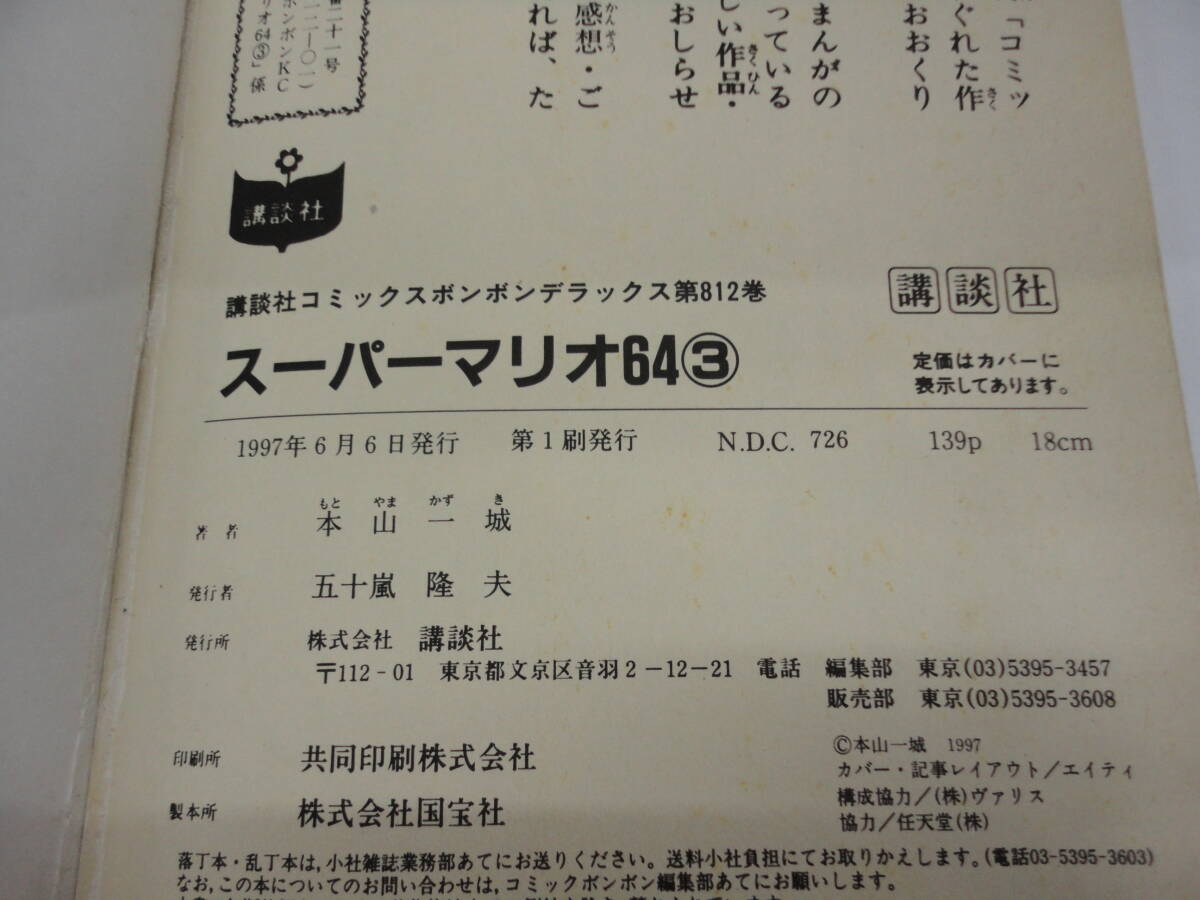 コミッ
ぐれた作
おおくり
まんがの
っている
しい作品・
おしらせ
感想・ご
れば、た
二十一号
一二ー〇一)
ボンボンKC
リオ64③」係
講談社
講談社コミックスボンボンデラックス第812巻
講談社
スーパーマリオ64③
定価はカバーに
表示してあります。
1997年6月6日発行 第1刷発行 N.D.C. 726 139p 18cm
もと やま かず き
著者 本山一城
発行者 五十嵐 隆夫
発行所 株式会社 講談社
〒112-01 東京都文京区音羽2-12-21 電話 編集部 東京(03)5395-3457
販売部 東京(03)5395-3608
印刷所 共同印刷株式会社
製本所 株式会社国宝社
©本山一城 1997
カバー・記事レイアウト/エイティ
構成協力/(株)ヴァリス
協力/任天堂(株)
落丁本・乱丁本は,小社雑誌業務部あてにお送りください。送料小社負担にてお取りかえします。(電話03-5395-3603)
なお,この本についてのお問い合わせは,コミックボンボン編集部あてにお願いします。